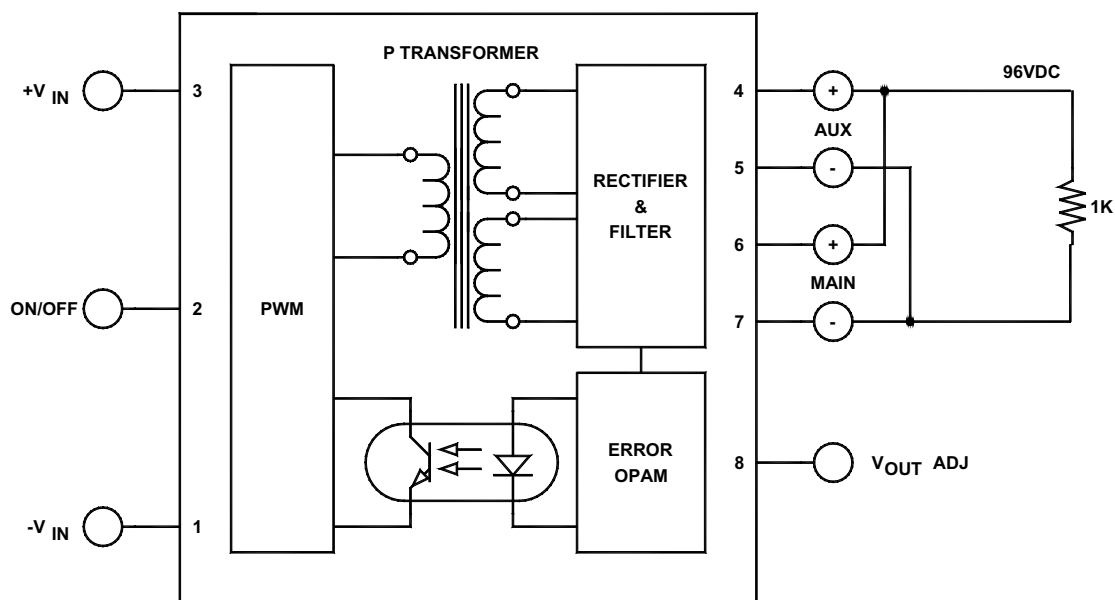 P TRANSFORMER
96VDC
+V IN
3
4
+
AUX
5
-
RECTIFIER
&
FILTER
1K
6
+
MAIN
ON/OFF
2
PWM
7
-
ERROR
OPAM
8
VOUT ADJ
-V IN
1